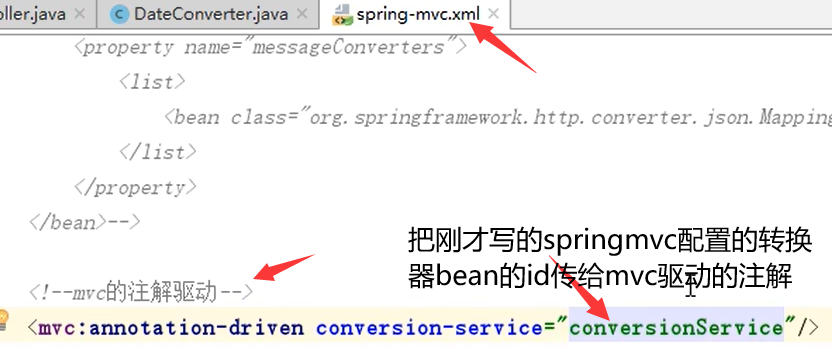 oller.java × DateConverter.java × spring-mvc.xml ×
<property name="messageConverters">
<list>
<bean class="org.springframework.http.converter.json.Mapping
</list>
</property>
</bean>-->
把刚才写的springmvc配置的转换
器bean的id传给mvc驱动的注解
<!--mvc的注解驱动-->
<mvc:annotation-driven conversion-service="conversionService"/>